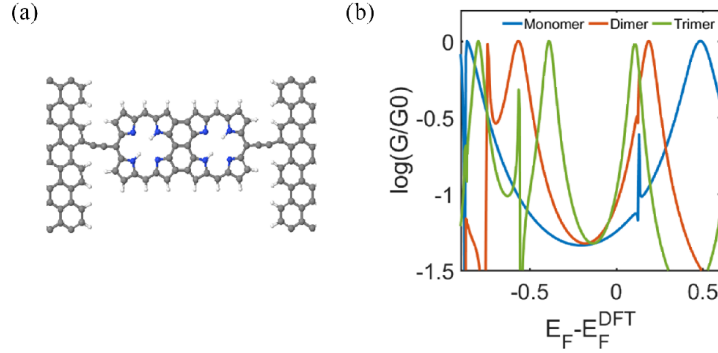 (a)
(b)
Monomer Dimer Trimer
log(G/G0)
0
-0.5
-1
-1.5
-0.5 0 0.5
E_F-E_F^DFT